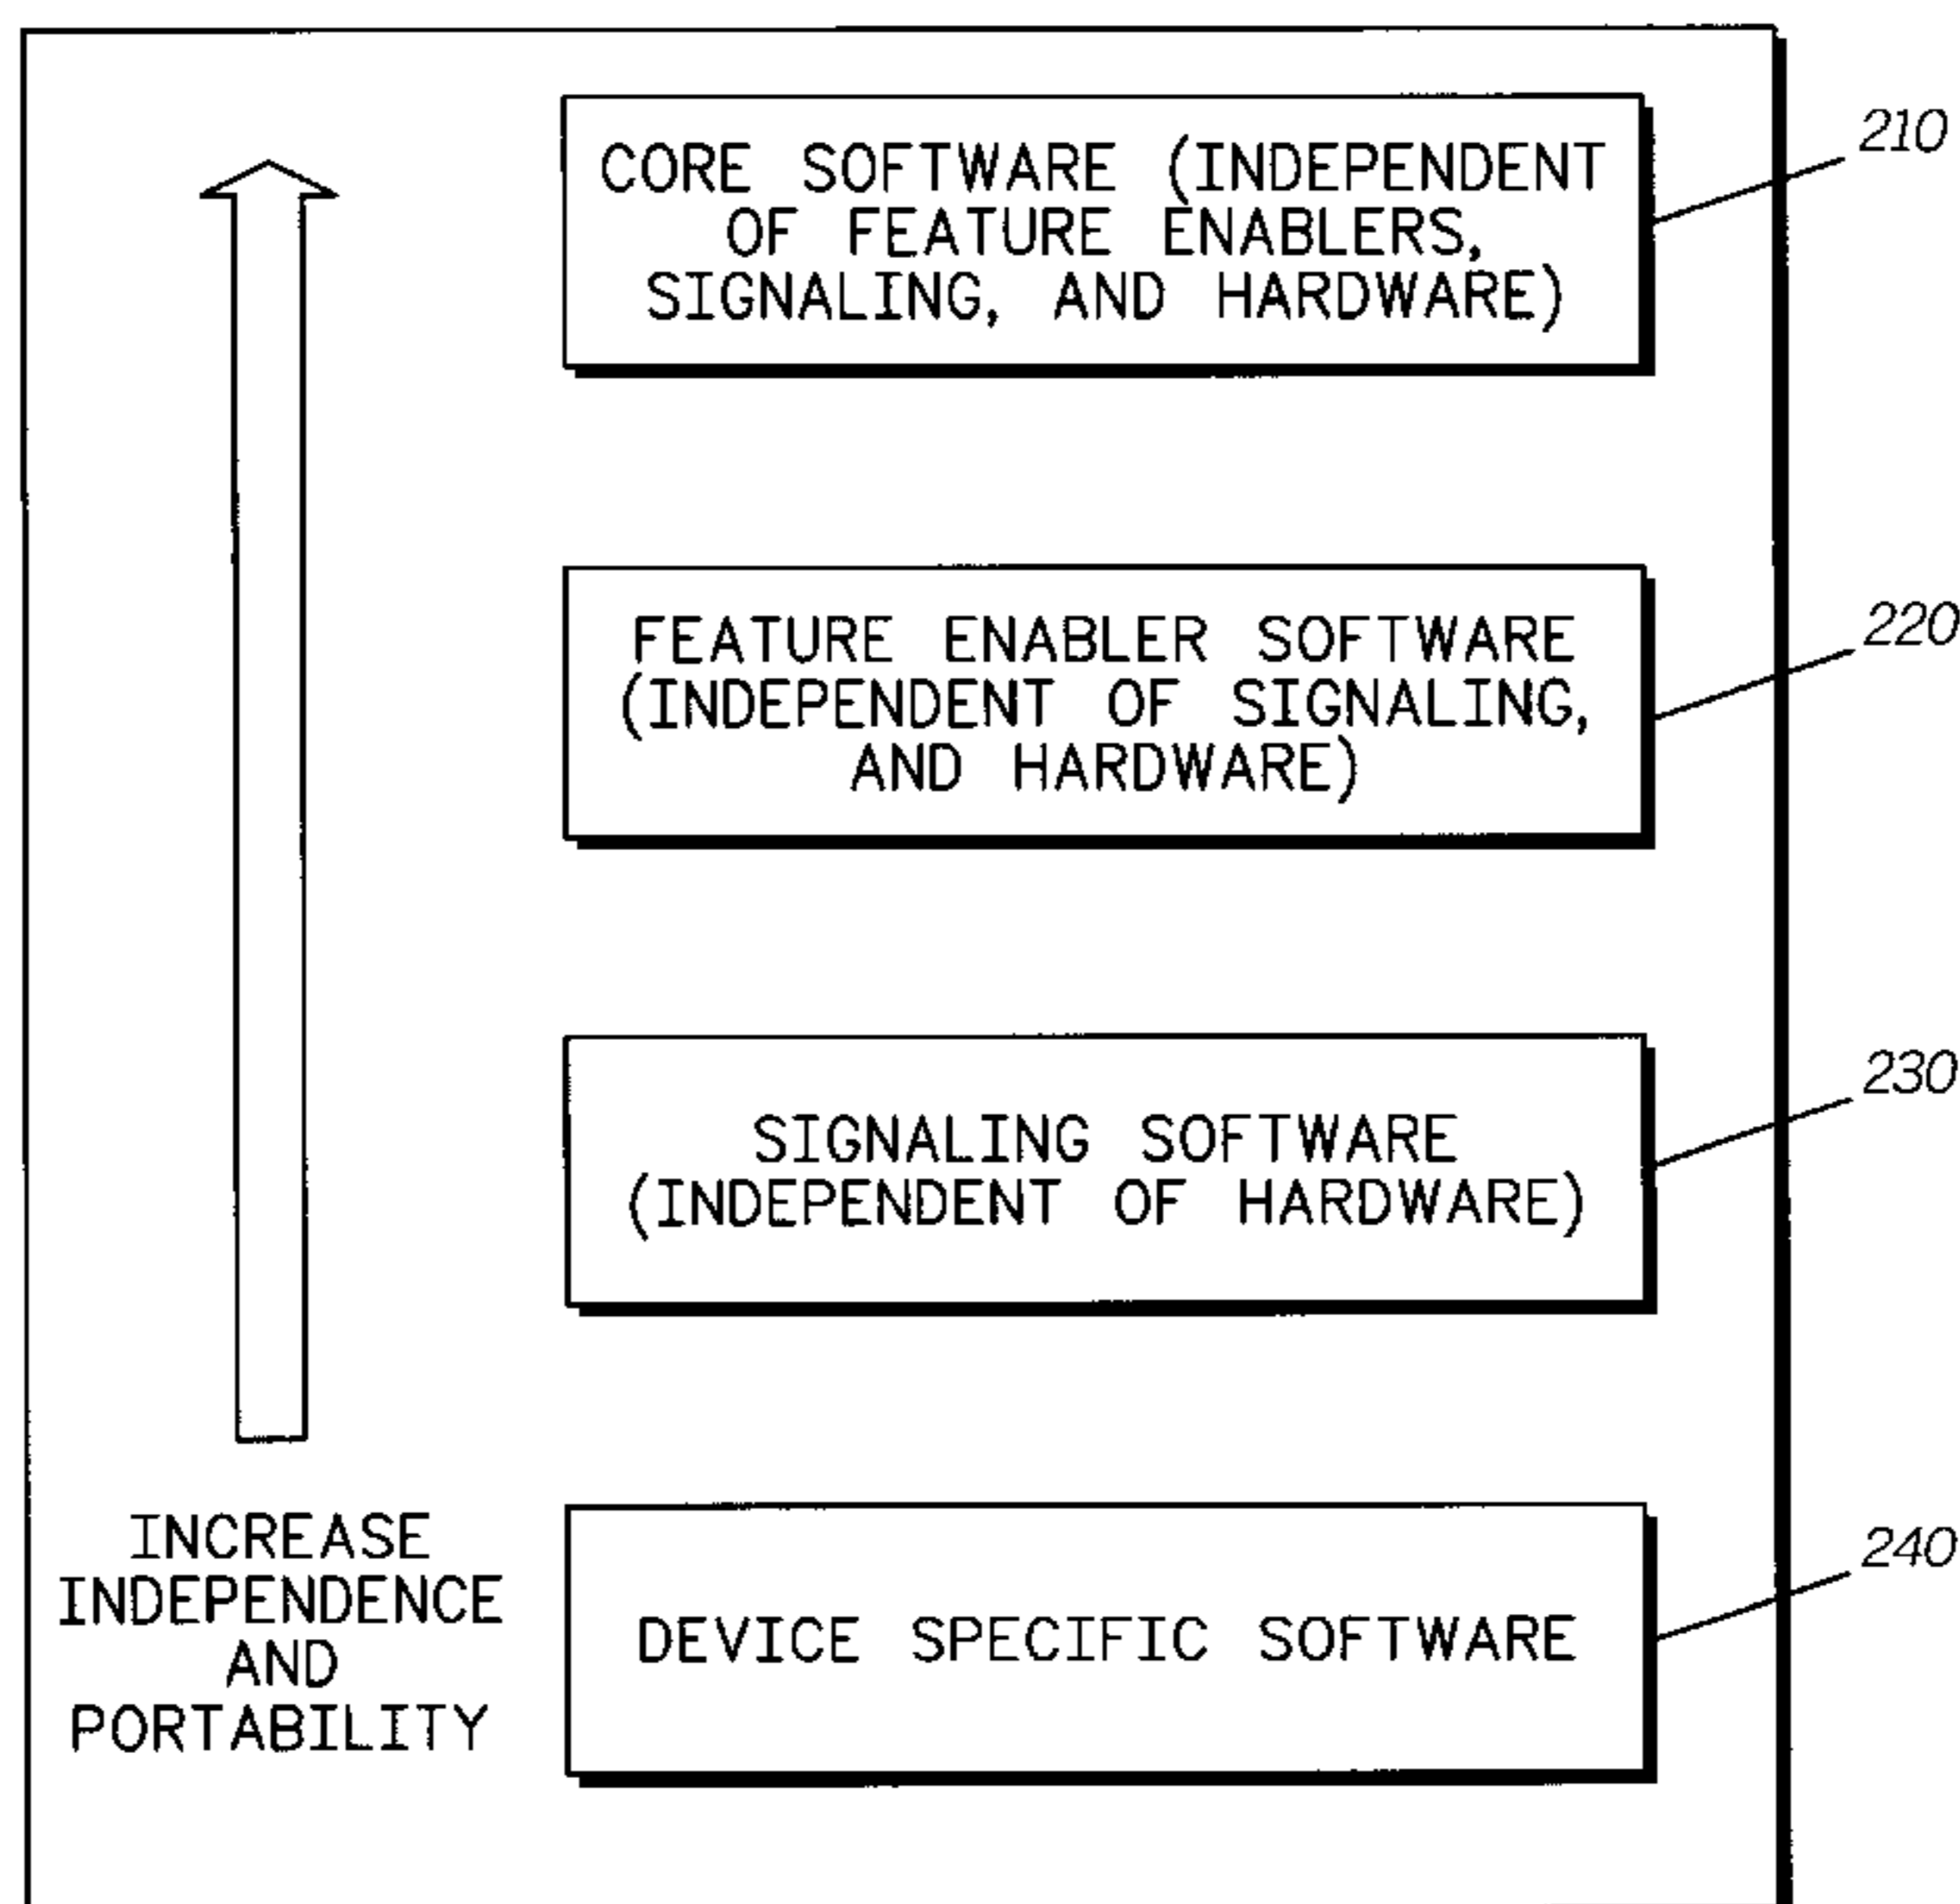 CORE SOFTWARE (INDEPENDENT
OF FEATURE ENABLERS,
SIGNALING, AND HARDWARE)
210
FEATURE ENABLER SOFTWARE
(INDEPENDENT OF SIGNALING,
AND HARDWARE)
220
SIGNALING SOFTWARE
(INDEPENDENT OF HARDWARE)
230
INCREASE
INDEPENDENCE
AND
PORTABILITY
DEVICE SPECIFIC SOFTWARE
240